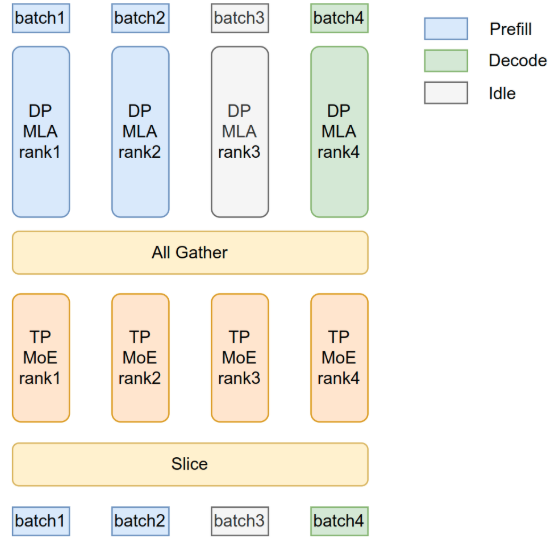 batch1 batch2 batch3 batch4
Prefill
Decode
Idle
DP DP DP DP
MLA MLA MLA MLA
rank1 rank2 rank3 rank4
All Gather
TP TP TP TP
MoE MoE MoE MoE
rank1 rank2 rank3 rank4
Slice
batch1 batch2 batch3 batch4